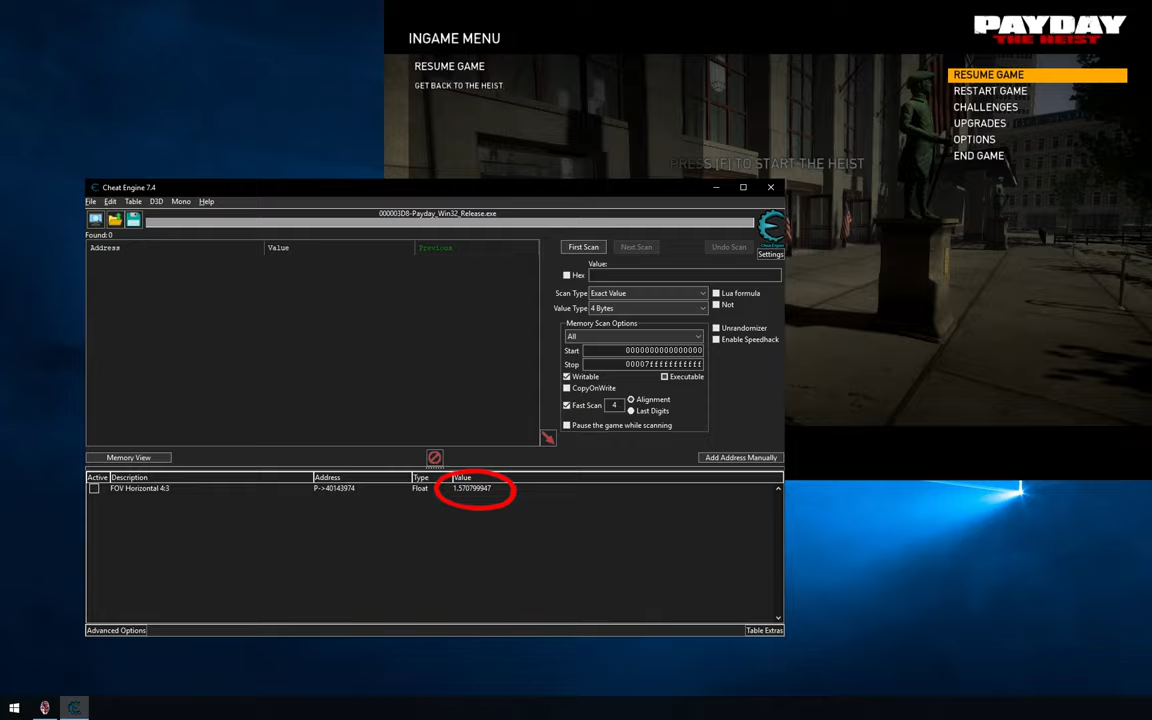 PAYDAY
THE HEIST
INGAME MENU
RESUME GAME
GET BACK TO THE HEIST
RESUME GAME
RESTART GAME
CHALLENGES
UPGRADES
OPTIONS
END GAME
PRESS [F] TO START THE HEIST
Cheat Engine 7.4
File Edit Table D3D Mono Help
000003D8-Payday_Win32_Release.exe
Found: 0
Address Value Previous
First Scan Next Scan Undo Scan
Cheat Engine
Settings
Value:
Hex
Scan Type Exact Value
Lua formula
Value Type 4 Bytes
Not
Memory Scan Options
All
Unrandomizer
Enable Speedhack
Start 0000000000000000
Stop 00007fffffffffff
Writable Executable
CopyOnWrite
Fast Scan 4 Alignment
Last Digits
Pause the game while scanning
Memory View
Add Address Manually
Active Description Address Type Value
FOV Horizontal 4:3 P->40143974 Float 1.570799947
Advanced Options Table Extras